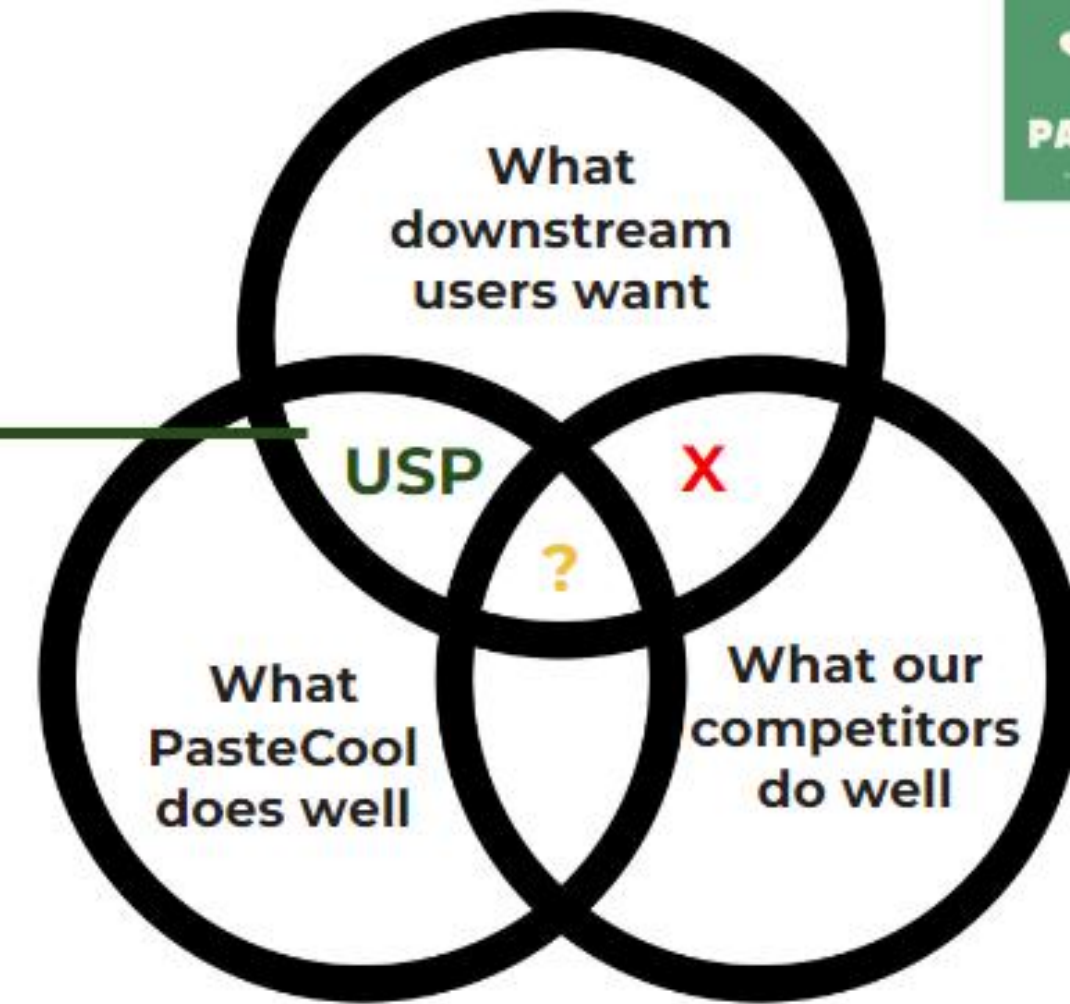 What
downstream
users want
USP
X
?
What
PasteCool
does well
What our
competitors
do well